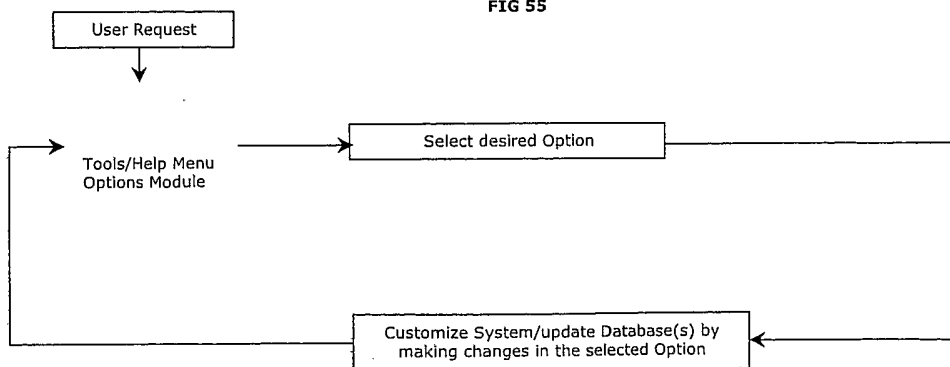 FIG 55
User Request
Select desired Option
Tools/Help Menu
Options Module
Customize System/update Database(s) by
making changes in the selected Option